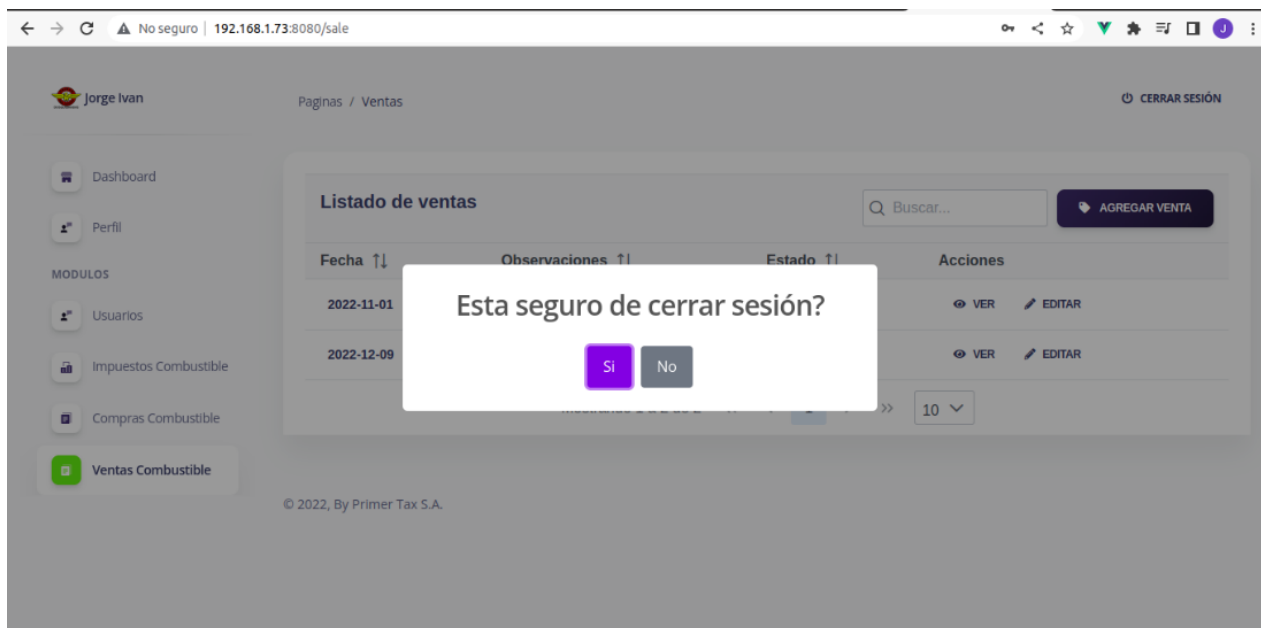 No seguro | 192.168.1.73:8080/sale
J
Jorge Ivan
Paginas / Ventas
CERRAR SESIÓN
Dashboard
Perfil
MODULOS
Usuarios
Impuestos Combustible
Compras Combustible
Ventas Combustible
Listado de ventas
Buscar...
AGREGAR VENTA
Fecha Observaciones Estado Acciones
2022-11-01 VER EDITAR
2022-12-09 VER EDITAR
Esta seguro de cerrar sesión?
Si No
10
© 2022, By Primer Tax S.A.